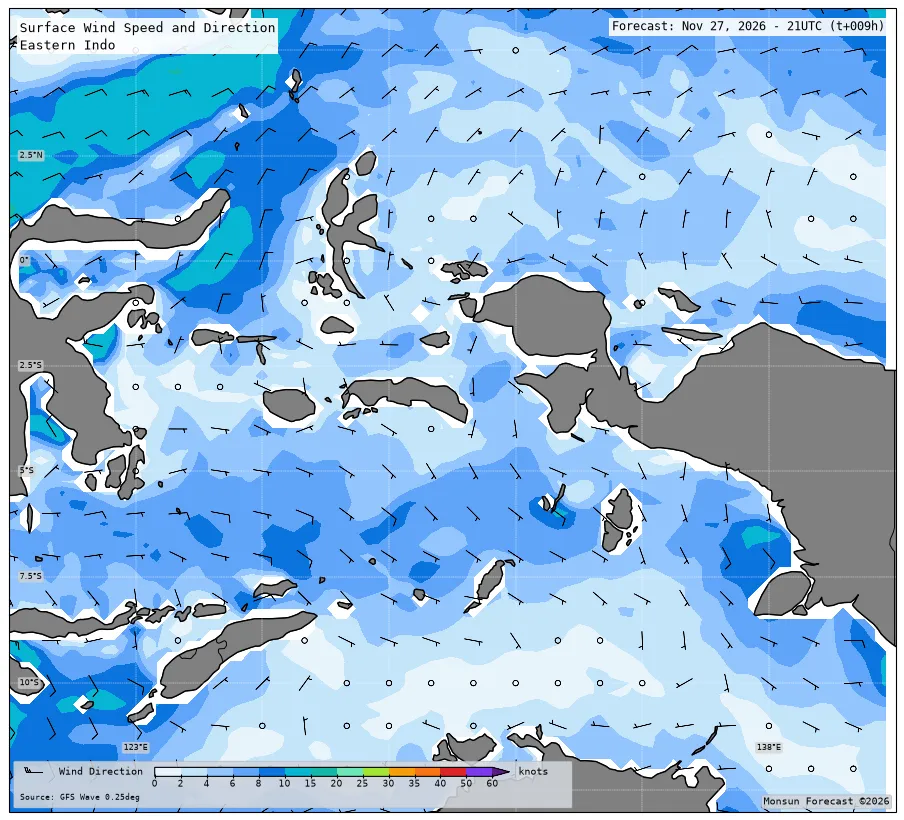 Surface Wind Speed and Direction
Eastern Indo
Forecast: Nov 27, 2026 - 21UTC (t+009h)
2.5°N
0°
2.5°S
5°S
7.5°S
10°S
123°E
138°E
Wind Direction
0 2 4 6 8 10 15 20 25 30 35 40 50 60
knots
Source: GFS Wave 0.25deg
Monsun Forecast ©2026